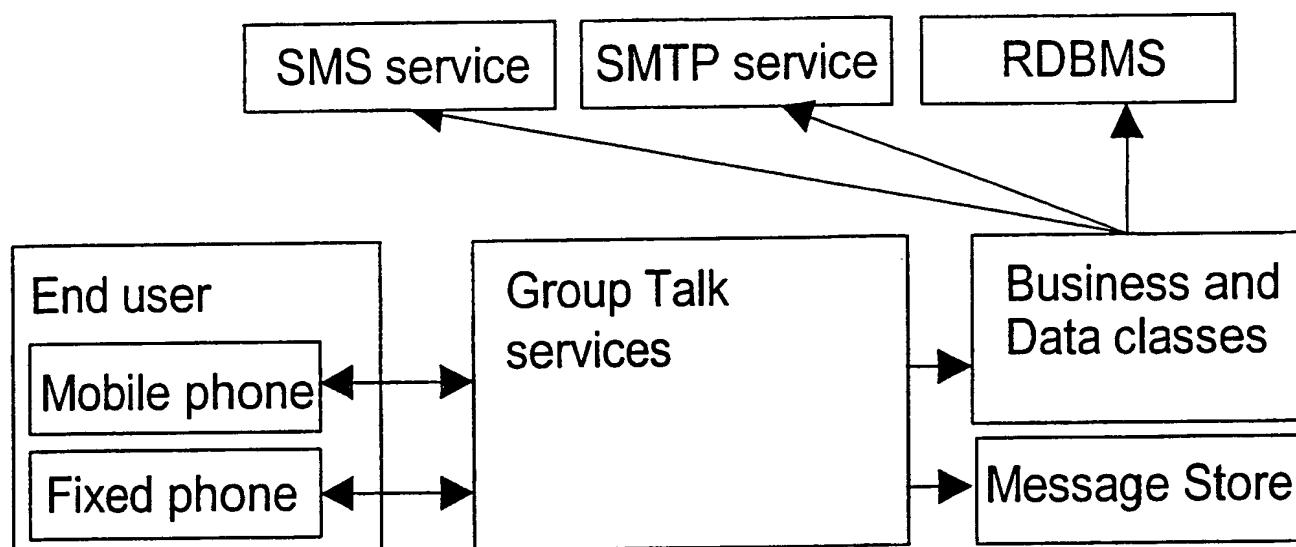 SMS service
SMTP service
RDBMS
End user
Mobile phone
Fixed phone
Group Talk
services
Business and
Data classes
Message Store